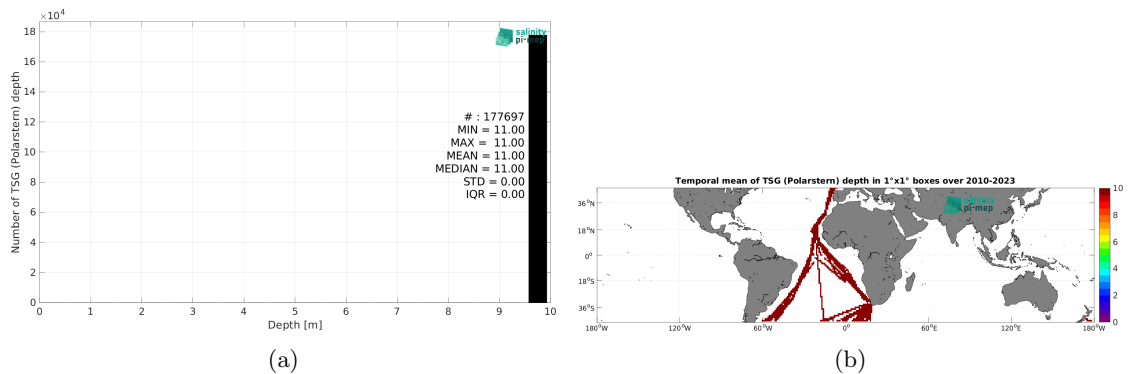 ×10⁴
18
16
14
12
10
8
6
4
2
0
Number of TSG (Polarstern) depth
salinity
pi-mep
# : 177697
MIN = 11.00
MAX = 11.00
MEAN = 11.00
MEDIAN = 11.00
STD = 0.00
IQR = 0.00
0 1 2 3 4 5 6 7 8 9 10
Depth [m]
(a)
Temporal mean of TSG (Polarstern) depth in 1°x1° boxes over 2010-2023
salinity
pi-mep
36°N
18°N
0°
18°S
36°S
180°W 120°W 60°W 0° 60°E 120°E 180°W
10
8
6
4
2
0
(b)